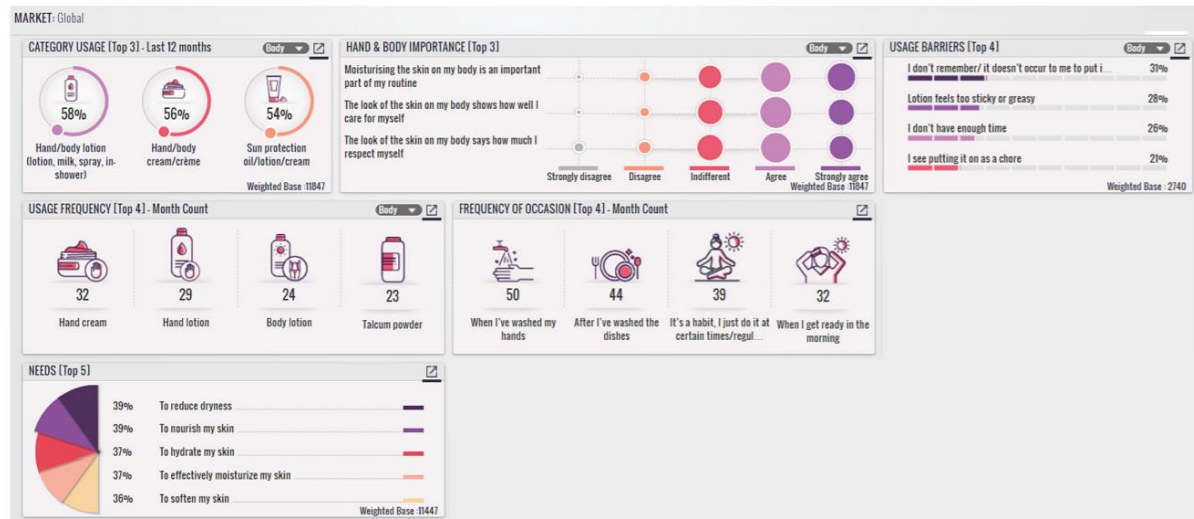 MARKET: Global
CATEGORY USAGE [Top 3] - Last 12 months
Body
58%
Hand/body lotion
(lotion, milk, spray, in-
shower)
56%
Hand/body
cream/crème
54%
Sun protection
oil/lotion/cream
Weighted Base :11847
HAND & BODY IMPORTANCE [Top 3]
Body
Moisturising the skin on my body is an important
part of my routine
The look of the skin on my body shows how well I
care for myself
The look of the skin on my body says how much I
respect myself
Strongly disagree
Disagree
Indifferent
Agree
Strongly agree
Weighted Base :11847
USAGE BARRIERS [Top 4]
Body
I don't remember/ it doesn't occur to me to put i...
31%
Lotion feels too sticky or greasy
28%
I don't have enough time
26%
I see putting it on as a chore
21%
Weighted Base : 2740
USAGE FREQUENCY [Top 4] - Month Count
Body
32
Hand cream
29
Hand lotion
24
Body lotion
23
Talcum powder
FREQUENCY OF OCCASION [Top 4] - Month Count
50
When I've washed my
hands
44
After I've washed the
dishes
39
It's a habit, I just do it at
certain times/regul...
32
When I get ready in the
morning
NEEDS [Top 5]
39% To reduce dryness
39% To nourish my skin
37% To hydrate my skin
37% To effectively moisturize my skin
36% To soften my skin
Weighted Base :11447